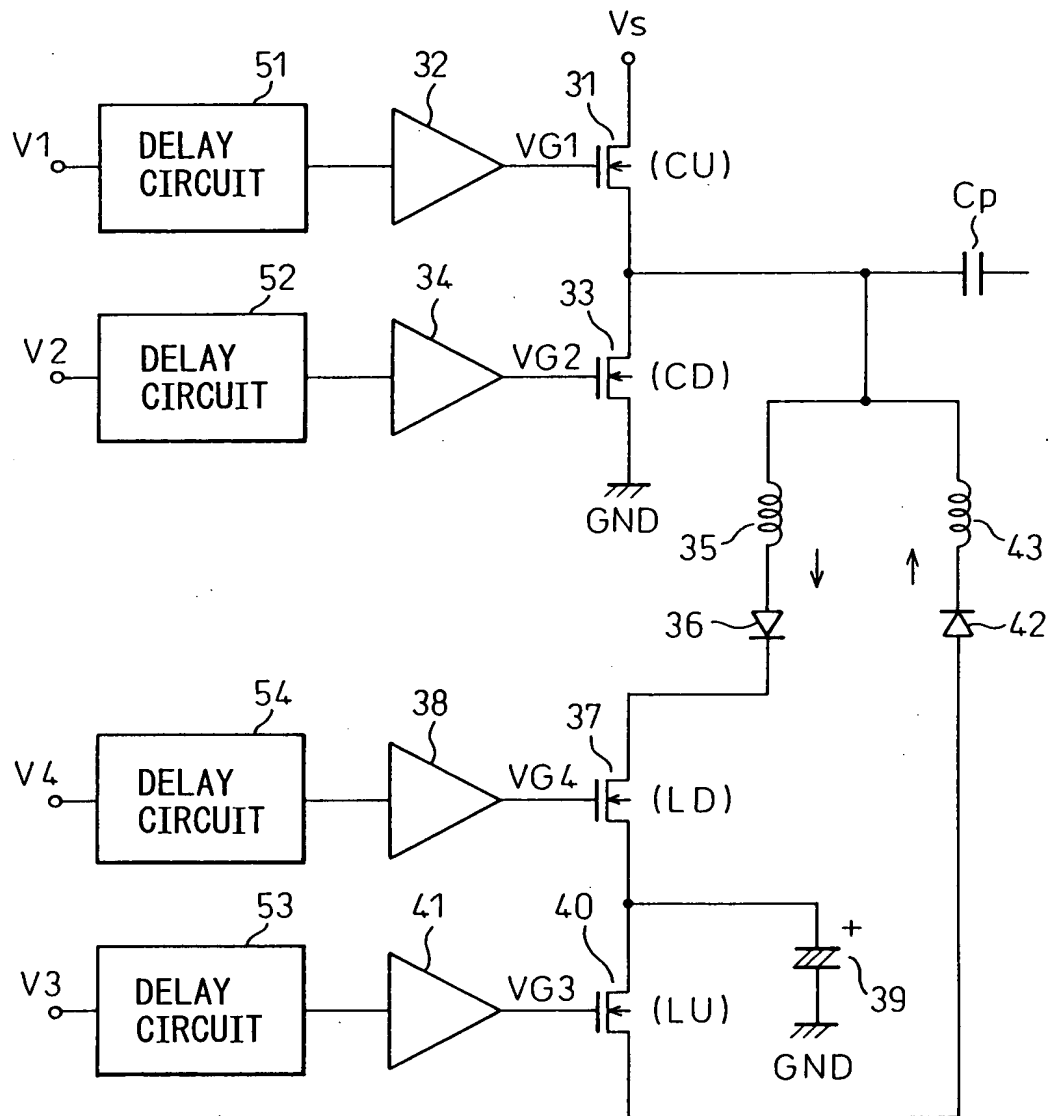 Vs
51
32
31
V1
DELAY
CIRCUIT
VG1
(CU)
Cp
52
34
33
V2
DELAY
CIRCUIT
VG2
(CD)
GND
35
43
36
42
54
38
37
V4
DELAY
CIRCUIT
VG4
(LD)
53
41
40
+
V3
DELAY
CIRCUIT
VG3
(LU)
39
GND